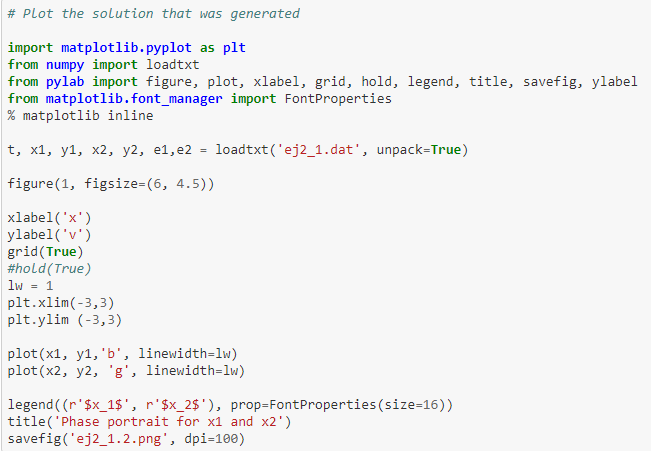 # Plot the solution that was generated
import matplotlib.pyplot as plt
from numpy import loadtxt
from pylab import figure, plot, xlabel, grid, hold, legend, title, savefig, ylabel
from matplotlib.font_manager import FontProperties
% matplotlib inline
t, x1, y1, x2, y2, e1,e2 = loadtxt('ej2_1.dat', unpack=True)
figure(1, figsize=(6, 4.5))
xlabel('x')
ylabel('v')
grid(True)
#hold(True)
lw = 1
plt.xlim(-3,3)
plt.ylim (-3,3)
plot(x1, y1,'b', linewidth=lw)
plot(x2, y2, 'g', linewidth=lw)
legend((r'$x_1$', r'$x_2$'), prop=FontProperties(size=16))
title('Phase portrait for x1 and x2')
savefig('ej2_1.2.png', dpi=100)